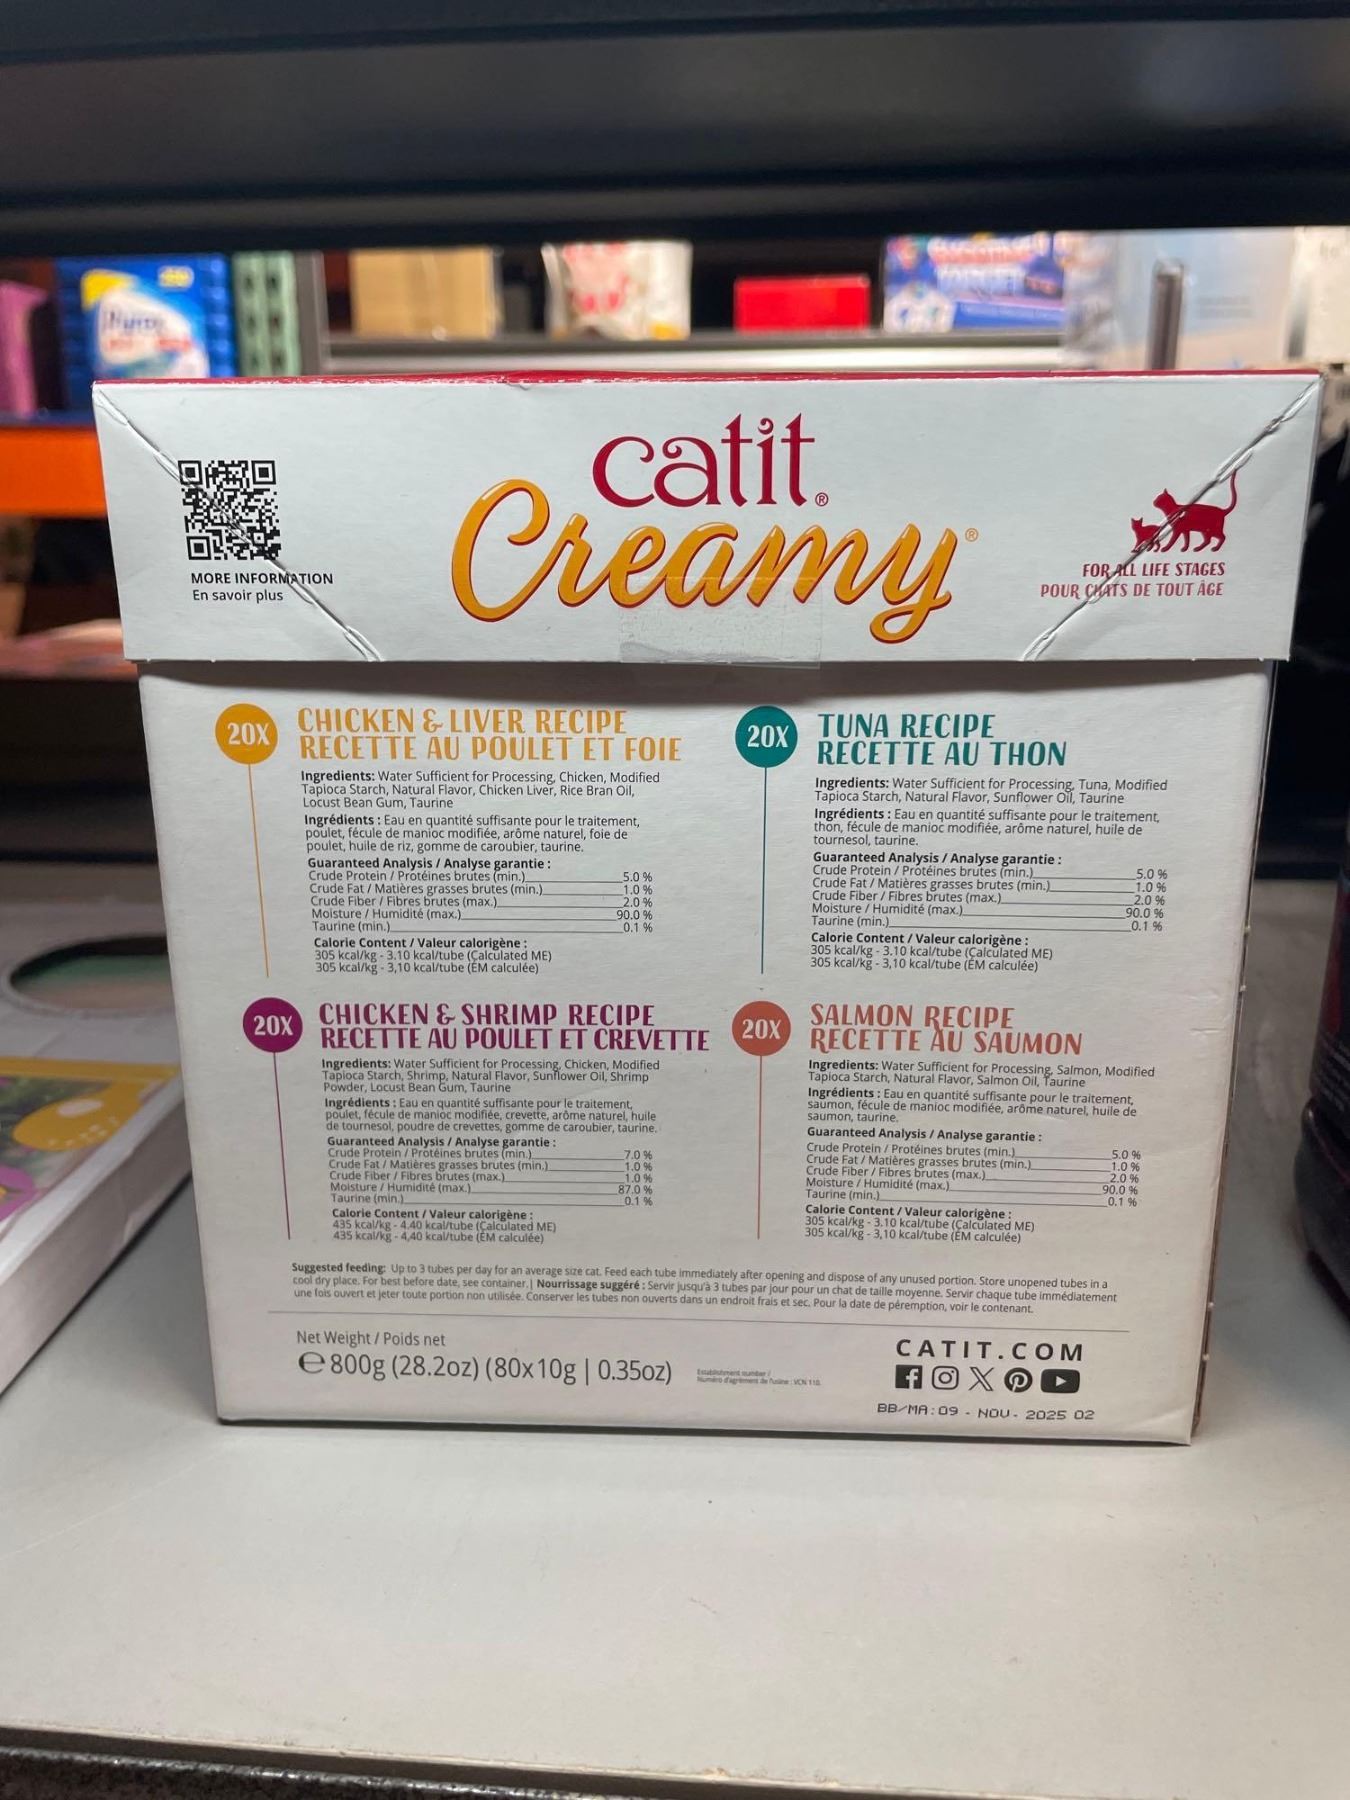 catit®
Creamy®
MORE INFORMATION
En savoir plus
FOR ALL LIFE STAGES
POUR CHATS DE TOUT ÂGE
20X
CHICKEN & LIVER RECIPE
RECETTE AU POULET ET FOIE
Ingredients: Water Sufficient for Processing, Chicken, Modified
Tapioca Starch, Natural Flavor, Chicken Liver, Rice Bran Oil,
Locust Bean Gum, Taurine
Ingrédients : Eau en quantité suffisante pour le traitement,
poulet, fécule de manioc modifiée, arôme naturel, foie de
poulet, huile de riz, gomme de caroubier, taurine.
Guaranteed Analysis / Analyse garantie :
Crude Protein / Protéines brutes (min.) 5.0 %
Crude Fat / Matières grasses brutes (min.) 1.0 %
Crude Fiber / Fibres brutes (max.) 2.0 %
Moisture / Humidité (max.) 90.0 %
Taurine (min.) 0.1 %
Calorie Content / Valeur calorigène :
305 kcal/kg - 3.10 kcal/tube (Calculated ME)
305 kcal/kg - 3,10 kcal/tube (ÉM calculée)
20X
TUNA RECIPE
RECETTE AU THON
Ingredients: Water Sufficient for Processing, Tuna, Modified
Tapioca Starch, Natural Flavor, Sunflower Oil, Taurine
Ingrédients : Eau en quantité suffisante pour le traitement,
thon, fécule de manioc modifiée, arôme naturel, huile de
tournesol, taurine.
Guaranteed Analysis / Analyse garantie :
Crude Protein / Protéines brutes (min.) 5.0 %
Crude Fat / Matières grasses brutes (min.) 1.0 %
Crude Fiber / Fibres brutes (max.) 2.0 %
Moisture / Humidité (max.) 90.0 %
Taurine (min.) 0.1 %
Calorie Content / Valeur calorigène :
305 kcal/kg - 3.10 kcal/tube (Calculated ME)
305 kcal/kg - 3,10 kcal/tube (ÉM calculée)
20X
CHICKEN & SHRIMP RECIPE
RECETTE AU POULET ET CREVETTE
Ingredients: Water Sufficient for Processing, Chicken, Modified
Tapioca Starch, Shrimp, Natural Flavor, Sunflower Oil, Shrimp
Powder, Locust Bean Gum, Taurine
Ingrédients : Eau en quantité suffisante pour le traitement,
poulet, fécule de manioc modifiée, crevette, arôme naturel, huile
de tournesol, poudre de crevettes, gomme de caroubier, taurine.
Guaranteed Analysis / Analyse garantie :
Crude Protein / Protéines brutes (min.) 7.0 %
Crude Fat / Matières grasses brutes (min.) 1.0 %
Crude Fiber / Fibres brutes (max.) 1.0 %
Moisture / Humidité (max.) 87.0 %
Taurine (min.) 0.1 %
Calorie Content / Valeur calorigène :
435 kcal/kg - 4.40 kcal/tube (Calculated ME)
435 kcal/kg - 4,40 kcal/tube (ÉM calculée)
20X
SALMON RECIPE
RECETTE AU SAUMON
Ingredients: Water Sufficient for Processing, Salmon, Modified
Tapioca Starch, Natural Flavor, Salmon Oil, Taurine
Ingrédients : Eau en quantité suffisante pour le traitement,
saumon, fécule de manioc modifiée, arôme naturel, huile de
saumon, taurine.
Guaranteed Analysis / Analyse garantie :
Crude Protein / Protéines brutes (min.) 5.0 %
Crude Fat / Matières grasses brutes (min.) 1.0 %
Crude Fiber / Fibres brutes (max.) 2.0 %
Moisture / Humidité (max.) 90.0 %
Taurine (min.) 0.1 %
Calorie Content / Valeur calorigène :
305 kcal/kg - 3.10 kcal/tube (Calculated ME)
305 kcal/kg - 3,10 kcal/tube (ÉM calculée)
Suggested feeding: Up to 3 tubes per day for an average size cat. Feed each tube immediately after opening and dispose of any unused portion. Store unopened tubes in a
cool dry place. For best before date, see container. | Nourrissage suggéré : Servir jusqu'à 3 tubes par jour pour un chat de taille moyenne. Servir chaque tube immédiatement
une fois ouvert et jeter toute portion non utilisée. Conserver les tubes non ouverts dans un endroit frais et sec. Pour la date de péremption, voir le contenant.
Net Weight / Poids net
℮ 800g (28.2oz) (80x10g | 0.35oz)
Establishment number /
Numéro d'agrément de l'usine : VCN 110.
CATIT.COM
BB/MA: 09 - NOV - 2025 02